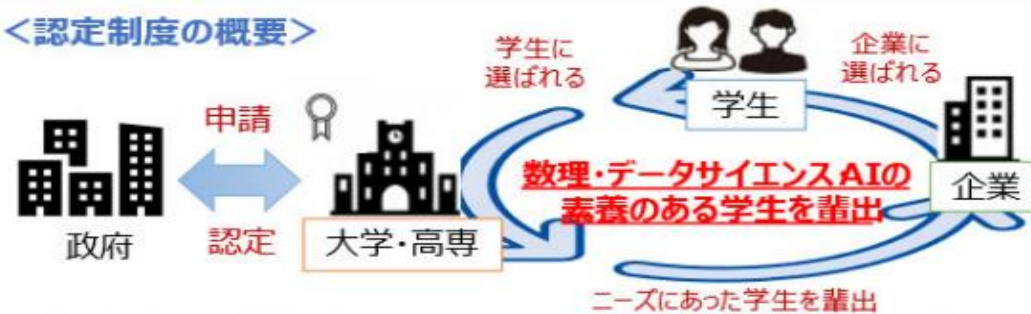 ＜認定制度の概要＞
学生に
選ばれる
企業に
選ばれる
学生
申請
認定
政府
大学・高専
数理・データサイエンスAIの
素養のある学生を輩出
企業
ニーズにあった学生を輩出